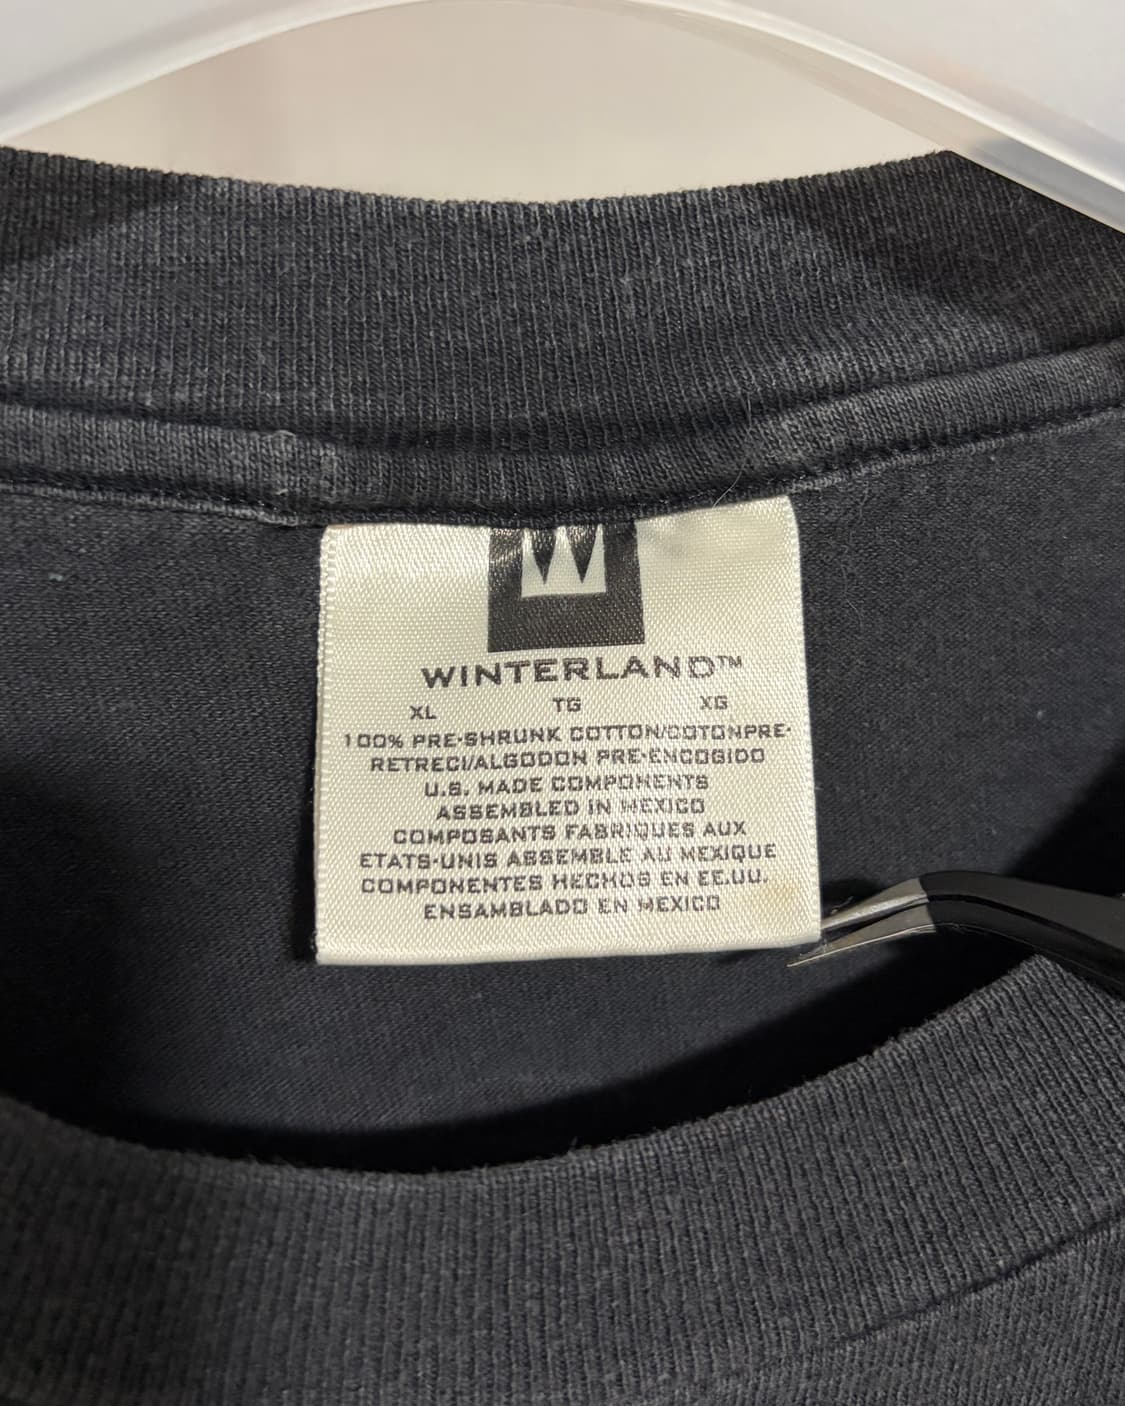 W
WINTERLAND™
XL TG XG
100% PRE-SHRUNK COTTON/COTONPRE-
RETRECI/ALGODON PRE-ENCOGIDO
U.S. MADE COMPONENTS
ASSEMBLED IN MEXICO
COMPOSANTS FABRIQUES AUX
ETATS-UNIS ASSEMBLE AU MEXIQUE
COMPONENTES HECHOS EN EE.UU.
ENSAMBLADO EN MEXICO